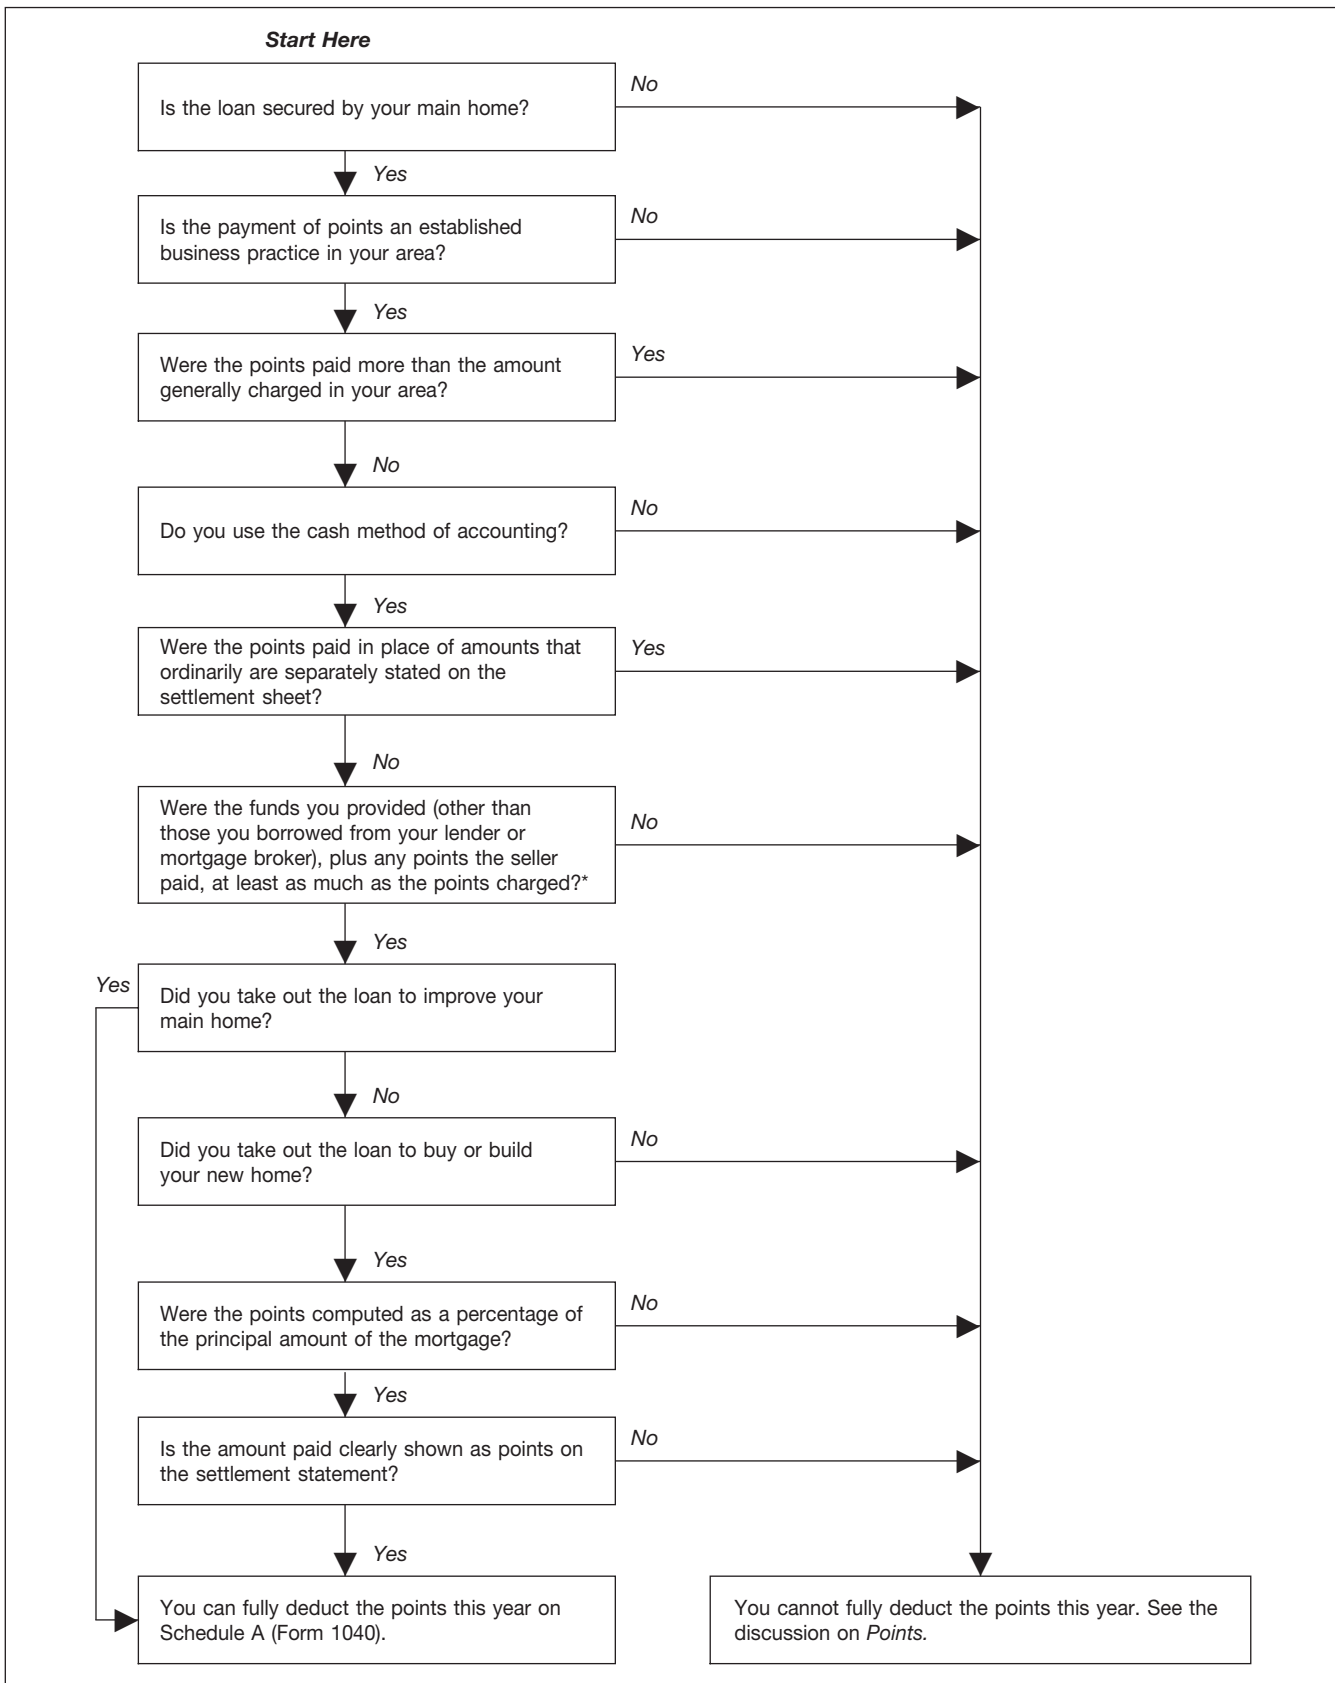 Start Here
Is the loan secured by your main home?
No
Yes
Is the payment of points an established
business practice in your area?
No
Yes
Were the points paid more than the amount
generally charged in your area?
Yes
No
Do you use the cash method of accounting?
No
Yes
Were the points paid in place of amounts that
ordinarily are separately stated on the
settlement sheet?
Yes
No
Were the funds you provided (other than
those you borrowed from your lender or
mortgage broker), plus any points the seller
paid, at least as much as the points charged?*
No
Yes
Yes
Did you take out the loan to improve your
main home?
No
Did you take out the loan to buy or build
your new home?
No
Yes
Were the points computed as a percentage of
the principal amount of the mortgage?
No
Yes
Is the amount paid clearly shown as points on
the settlement statement?
No
Yes
You can fully deduct the points this year on
Schedule A (Form 1040).
You cannot fully deduct the points this year. See the
discussion on Points.